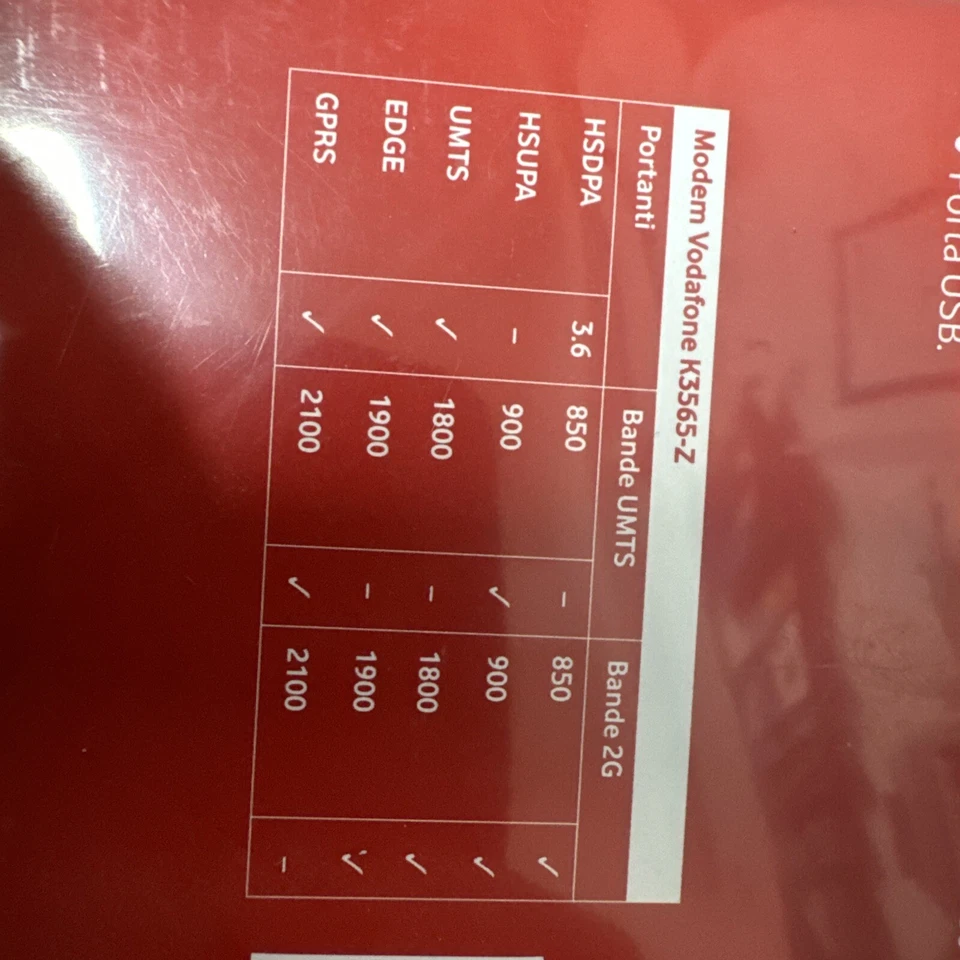 Porta USB.
Modem Vodafone K3565-Z
Portanti Bande UMTS Bande 2G
HSDPA 3.6 850 – 850 ✓
HSUPA – 900 ✓ 900 ✓
UMTS ✓ 1800 – 1800 ✓
EDGE ✓ 1900 – 1900 ✓
GPRS ✓ 2100 ✓ 2100 –